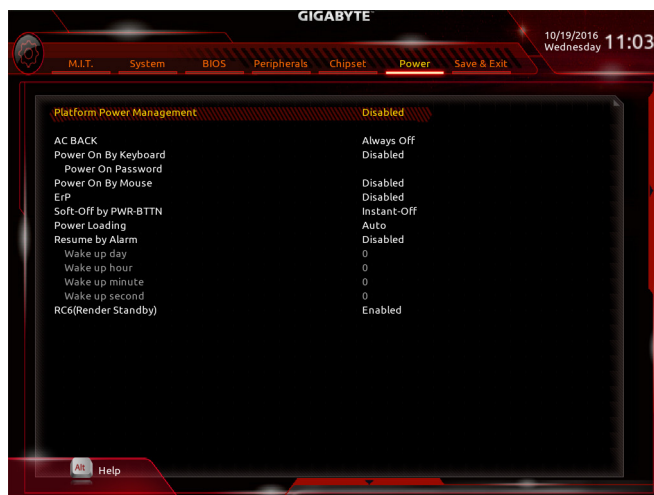 GIGABYTE™
10/19/2016
Wednesday 11:03
M.I.T. System BIOS Peripherals Chipset Power Save & Exit
Platform Power Management Disabled
AC BACK Always Off
Power On By Keyboard Disabled
Power On Password
Power On By Mouse Disabled
ErP Disabled
Soft-Off by PWR-BTTN Instant-Off
Power Loading Auto
Resume by Alarm Disabled
Wake up day 0
Wake up hour 0
Wake up minute 0
Wake up second 0
RC6(Render Standby) Enabled
Alt Help